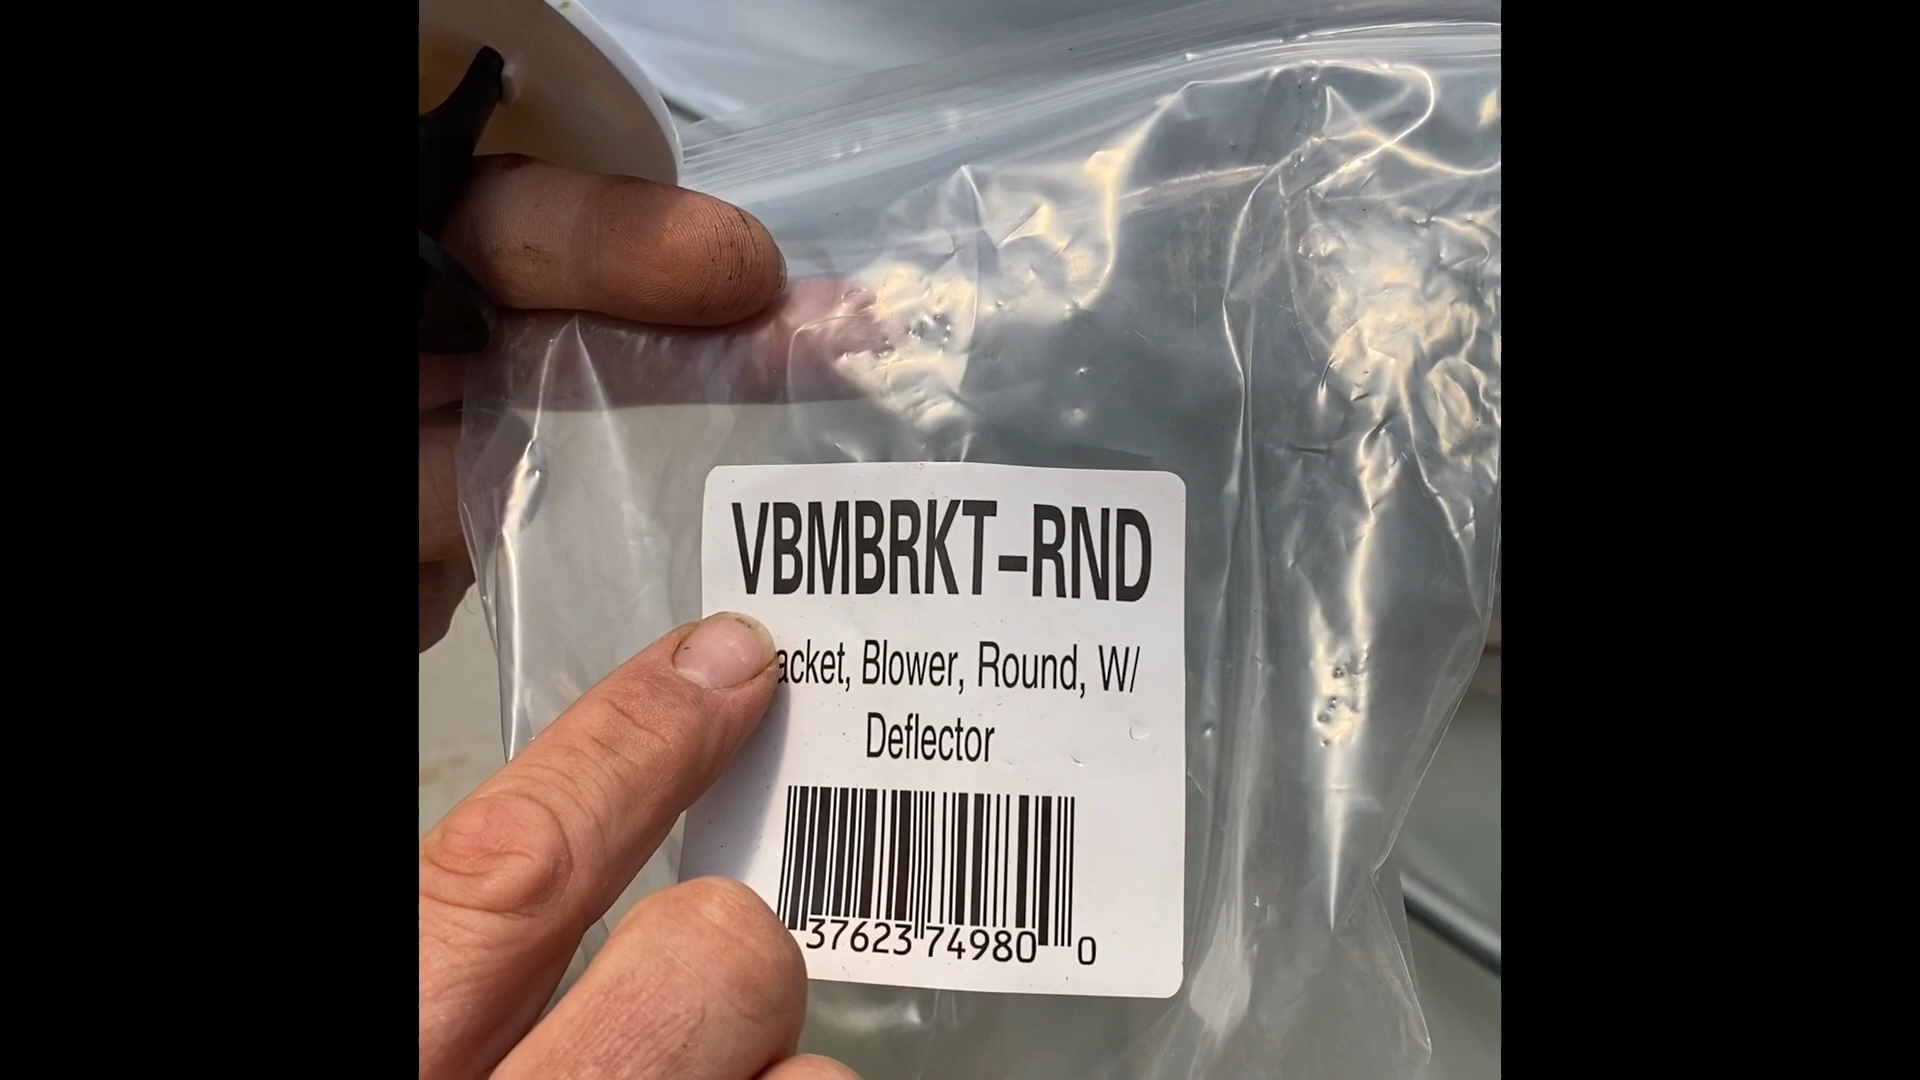 VBMBRKT-RND
acket, Blower, Round, W/
Deflector
37623 74980 0